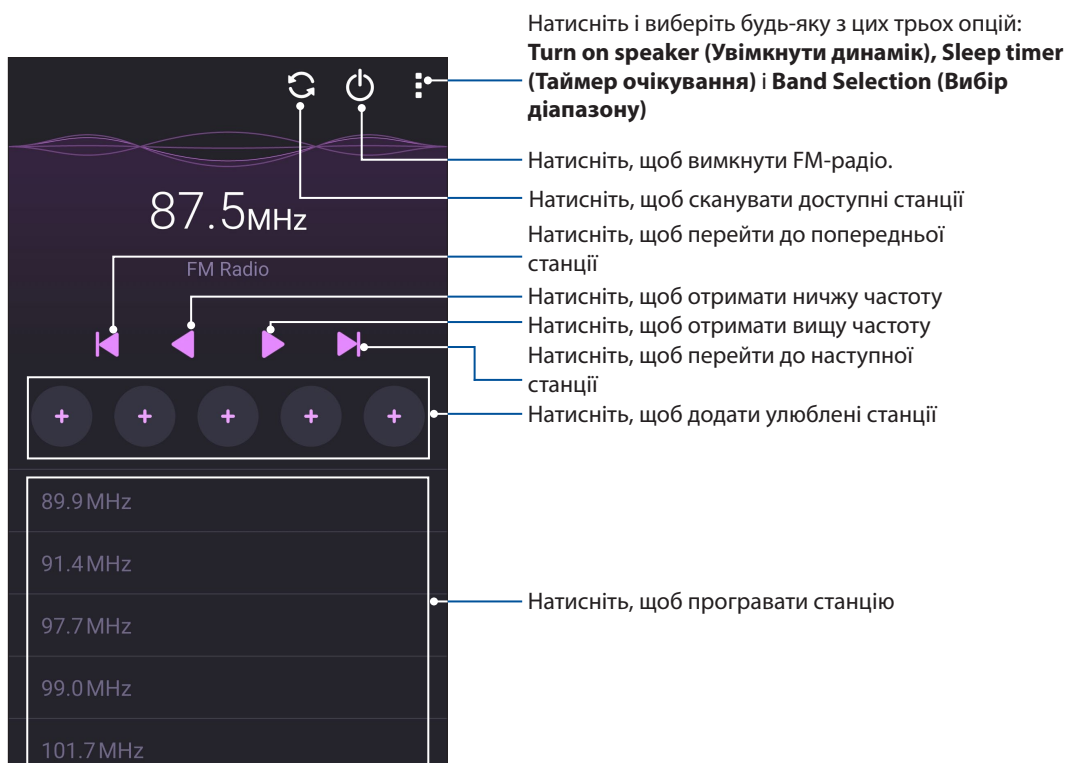 Натисніть і виберіть будь-яку з цих трьох опцій:
Turn on speaker (Увімкнути динамік), Sleep timer
(Таймер очікування) і Band Selection (Вибір
діапазону)
Натисніть, щоб вимкнути FM-радіо.
Натисніть, щоб сканувати доступні станції
Натисніть, щоб перейти до попередньої
станції
Натисніть, щоб отримати ничжу частоту
Натисніть, щоб отримати вищу частоту
Натисніть, щоб перейти до наступної
станції
Натисніть, щоб додати улюблені станції
Натисніть, щоб програвати станцію
87.5MHz
FM Radio
89.9MHz
91.4MHz
97.7MHz
99.0MHz
101.7MHz